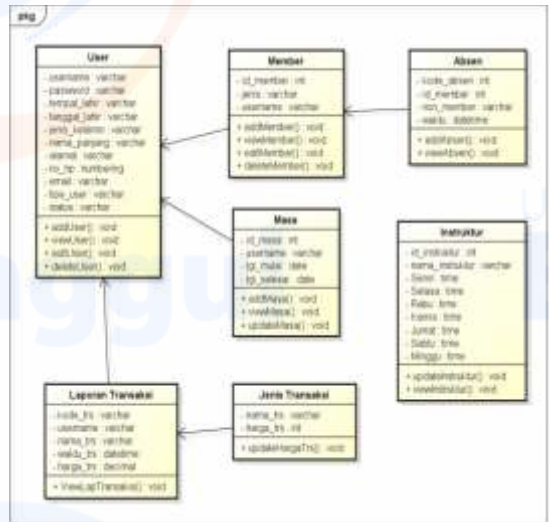 pkg
User
- username : varchar
- password : varchar
- tempat_lahir : varchar
- tanggal_lahir : varchar
- jenis_kelamin : varchar
- nama_panjang : varchar
- alamat : varchar
- no_hp : numbering
- email : varchar
- tipe_user : varchar
- status : varchar
+ addUser() : void
+ viewUser() : void
+ editUser() : void
+ deleteUser() : void
Member
- id_member : int
- jenis : varchar
- username : varchar
+ addMember() : void
+ viewMember() : void
+ editMember() : void
+ deleteMember() : void
Absen
- kode_absen : int
- id_member : int
- non_member : varchar
- waktu : datetime
+ addAbsen() : void
+ viewAbsen() : void
Masa
- id_masa : int
- username : varchar
- tgl_mulai : date
- tgl_selesai : date
+ addMasa() : void
+ viewMasa() : void
+ updateMasa() : void
Instruktur
- id_instruktur : int
- nama_instruktur : varchar
- Senin : time
- Selasa : time
- Rabu : time
- Kamis : time
- Jumat : time
- Sabtu : time
- Minggu : time
+ updateInstruktur() : void
+ viewInstruktur() : void
Laporan Transaksi
- kode_trs : varchar
- username : varchar
- nama_trs : varchar
- waktu_trs : datetime
- harga_trs : decimal
+ ViewLapTransaksi() : void
Jenis Transaksi
- nama_trs : varchar
- harga_trs : int
+ updateHargaTrs() : void